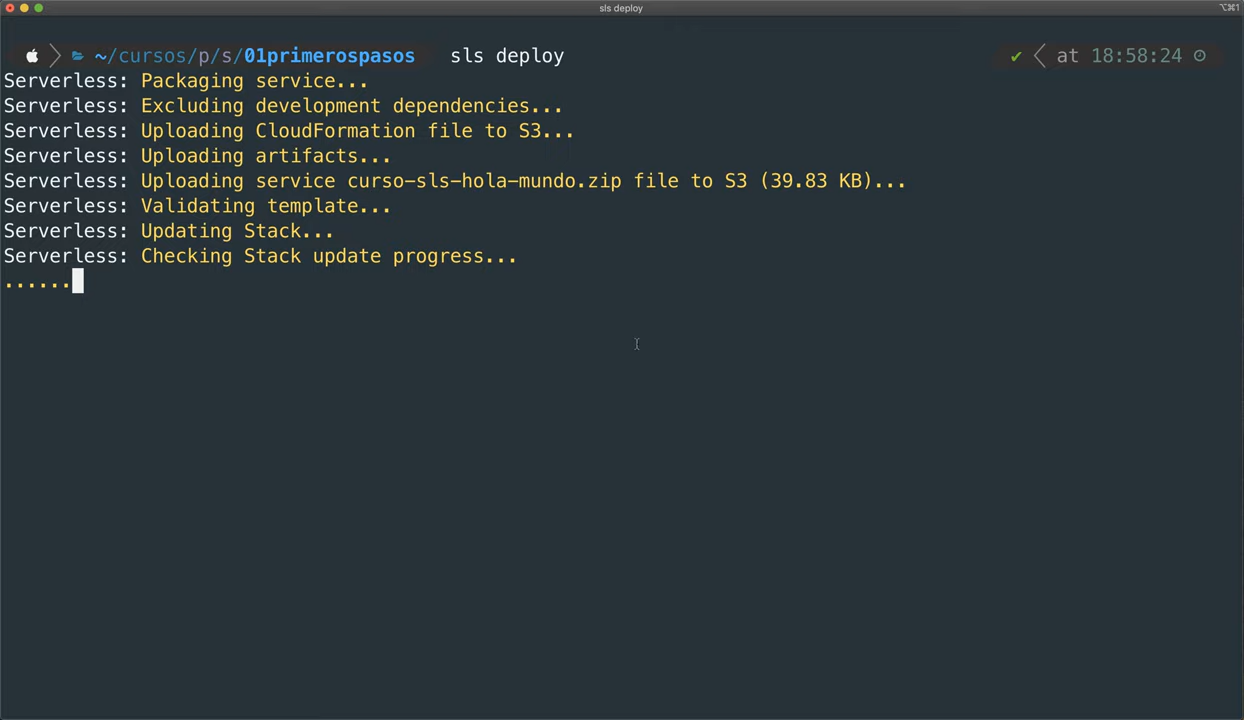 sls deploy
⌥⌘1
~/cursos/p/s/01primerospasos sls deploy ✔ at 18:58:24
Serverless: Packaging service...
Serverless: Excluding development dependencies...
Serverless: Uploading CloudFormation file to S3...
Serverless: Uploading artifacts...
Serverless: Uploading service curso-sls-hola-mundo.zip file to S3 (39.83 KB)...
Serverless: Validating template...
Serverless: Updating Stack...
Serverless: Checking Stack update progress...
......